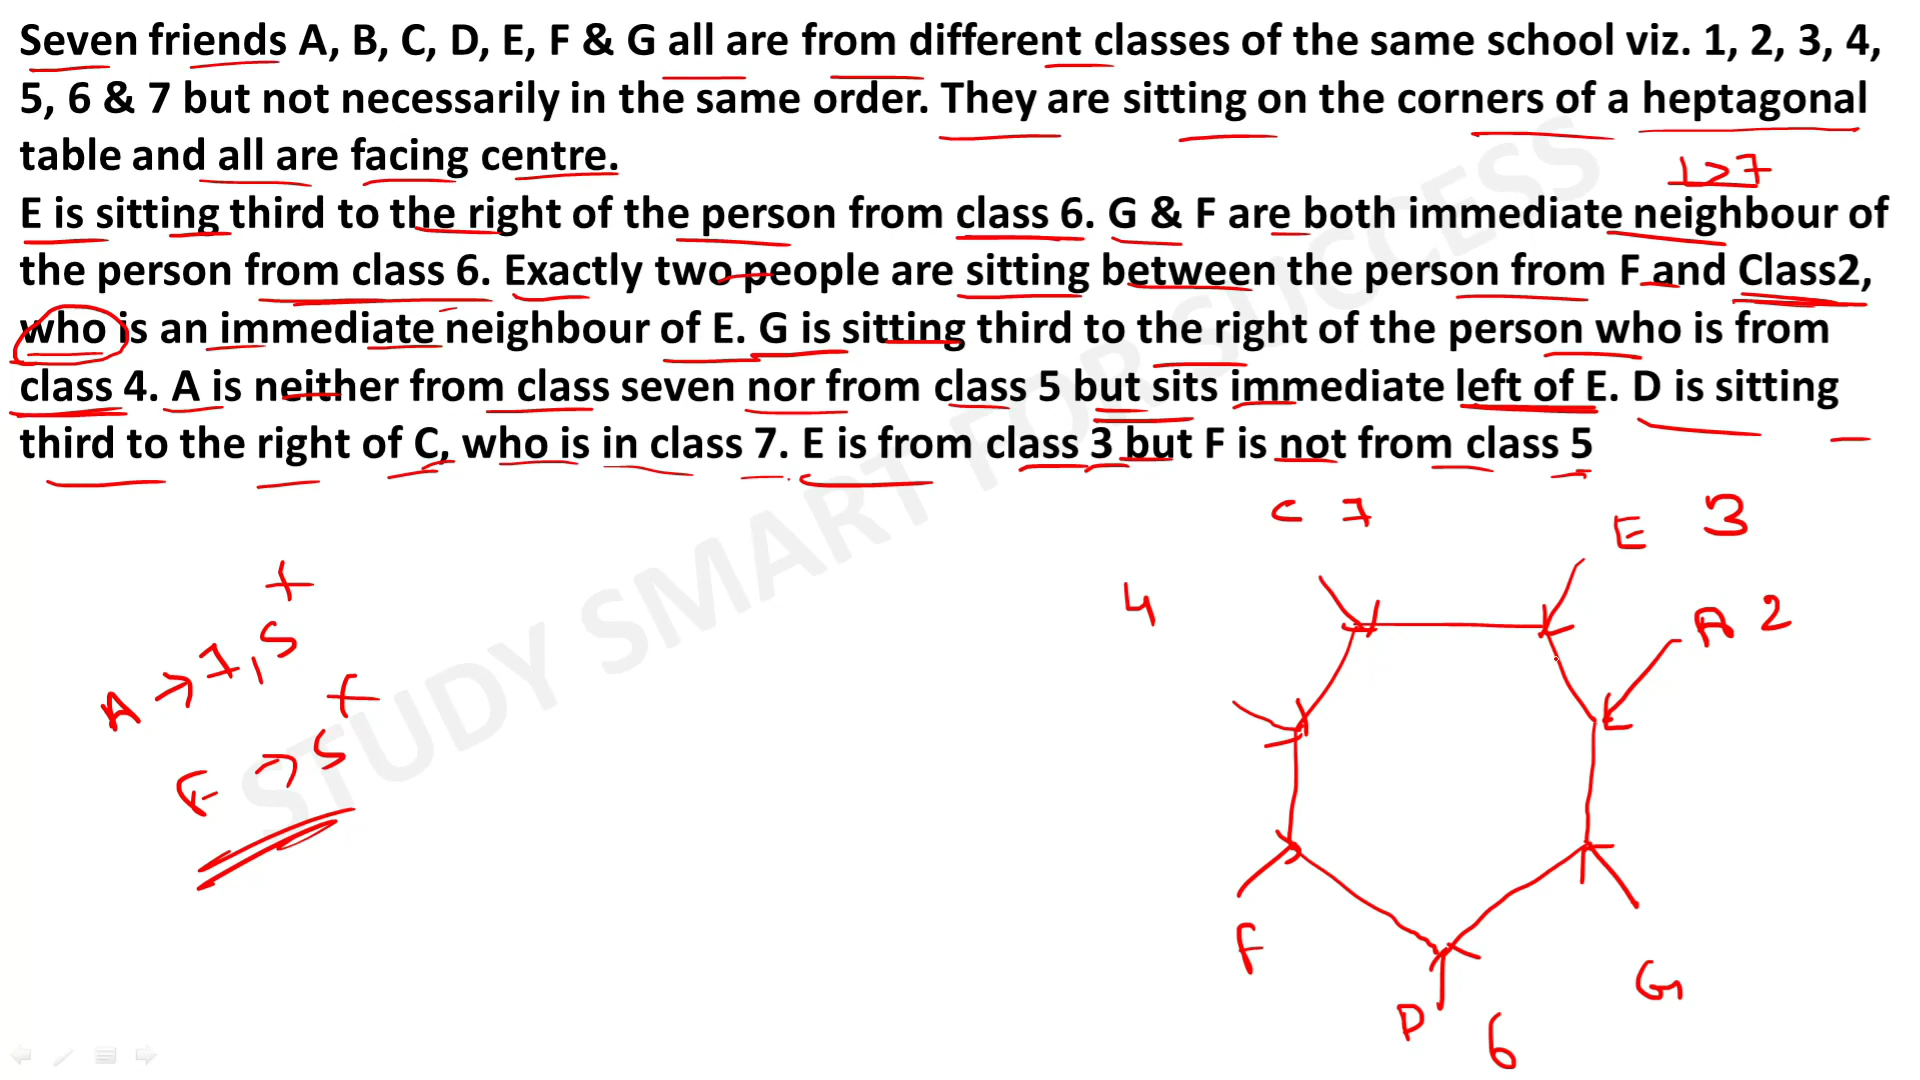 Seven friends A, B, C, D, E, F & G all are from different classes of the same school viz. 1, 2, 3, 4,
5, 6 & 7 but not necessarily in the same order. They are sitting on the corners of a heptagonal
table and all are facing centre.
1 > 7
E is sitting third to the right of the person from class 6. G & F are both immediate neighbour of
the person from class 6. Exactly two people are sitting between the person from F and Class2,
who is an immediate neighbour of E. G is sitting third to the right of the person who is from
class 4. A is neither from class seven nor from class 5 but sits immediate left of E. D is sitting
third to the right of C, who is in class 7. E is from class 3 but F is not from class 5
C 7
E 3
4
A 2
A → 7, 5
F → 5
F
G
D 6
STUDY SMART FOR SUCCESS